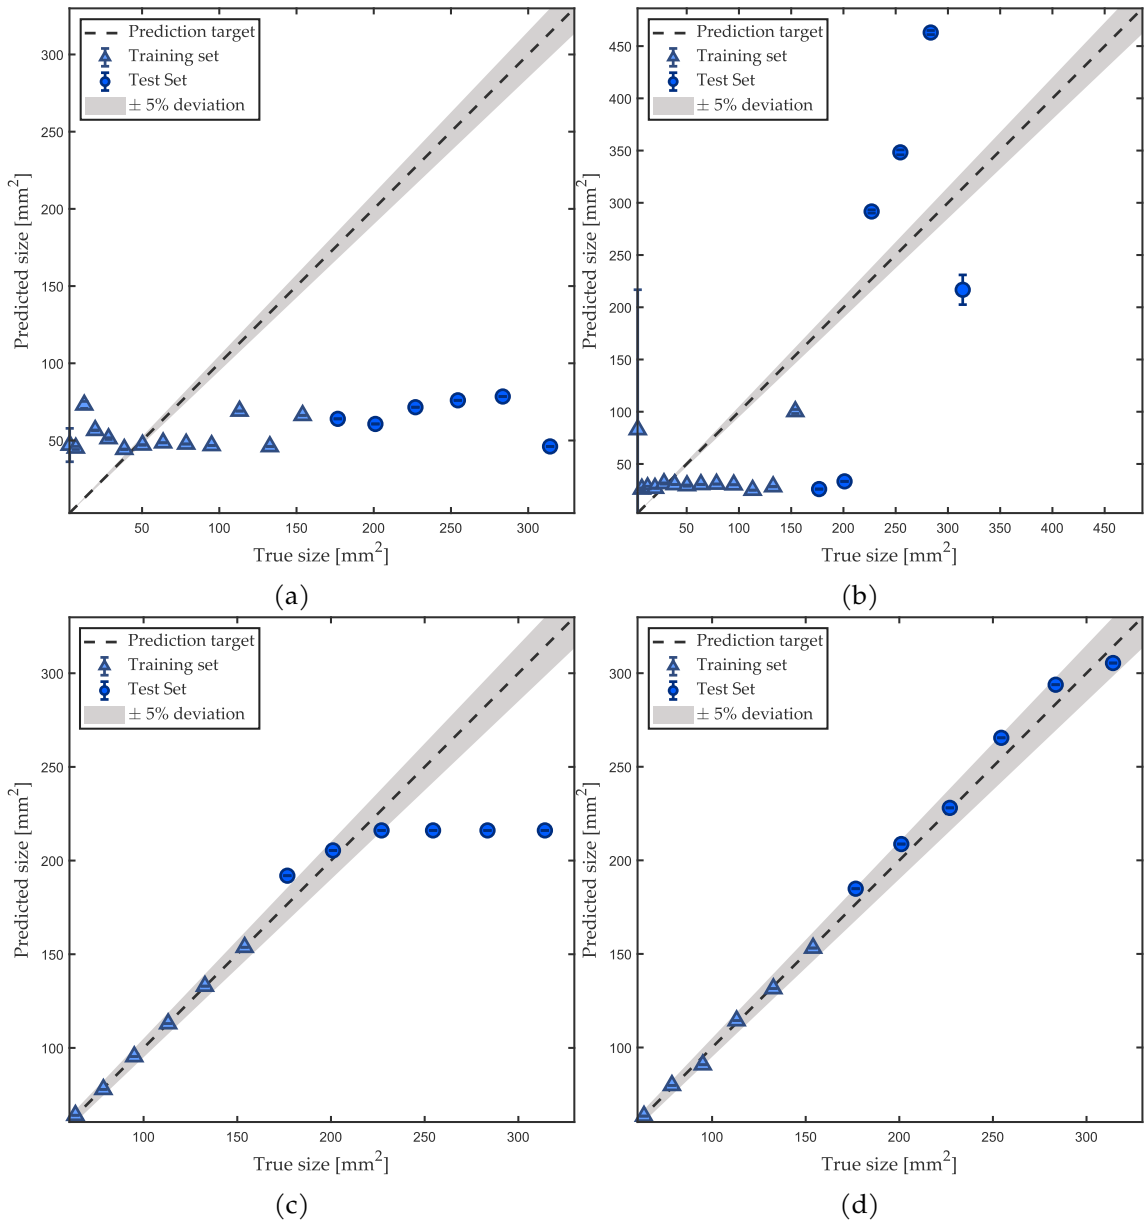 Prediction target
Training set
Test Set
± 5% deviation
Predicted size [mm²]
300
250
200
150
100
50
50
100
150
200
250
300
True size [mm²]
(a)
Prediction target
Training set
Test Set
± 5% deviation
Predicted size [mm²]
450
400
350
300
250
200
150
100
50
50
100
150
200
250
300
350
400
450
True size [mm²]
(b)
Prediction target
Training set
Test Set
± 5% deviation
Predicted size [mm²]
300
250
200
150
100
100
150
200
250
300
True size [mm²]
(c)
Prediction target
Training set
Test Set
± 5% deviation
Predicted size [mm²]
300
250
200
150
100
100
150
200
250
300
True size [mm²]
(d)